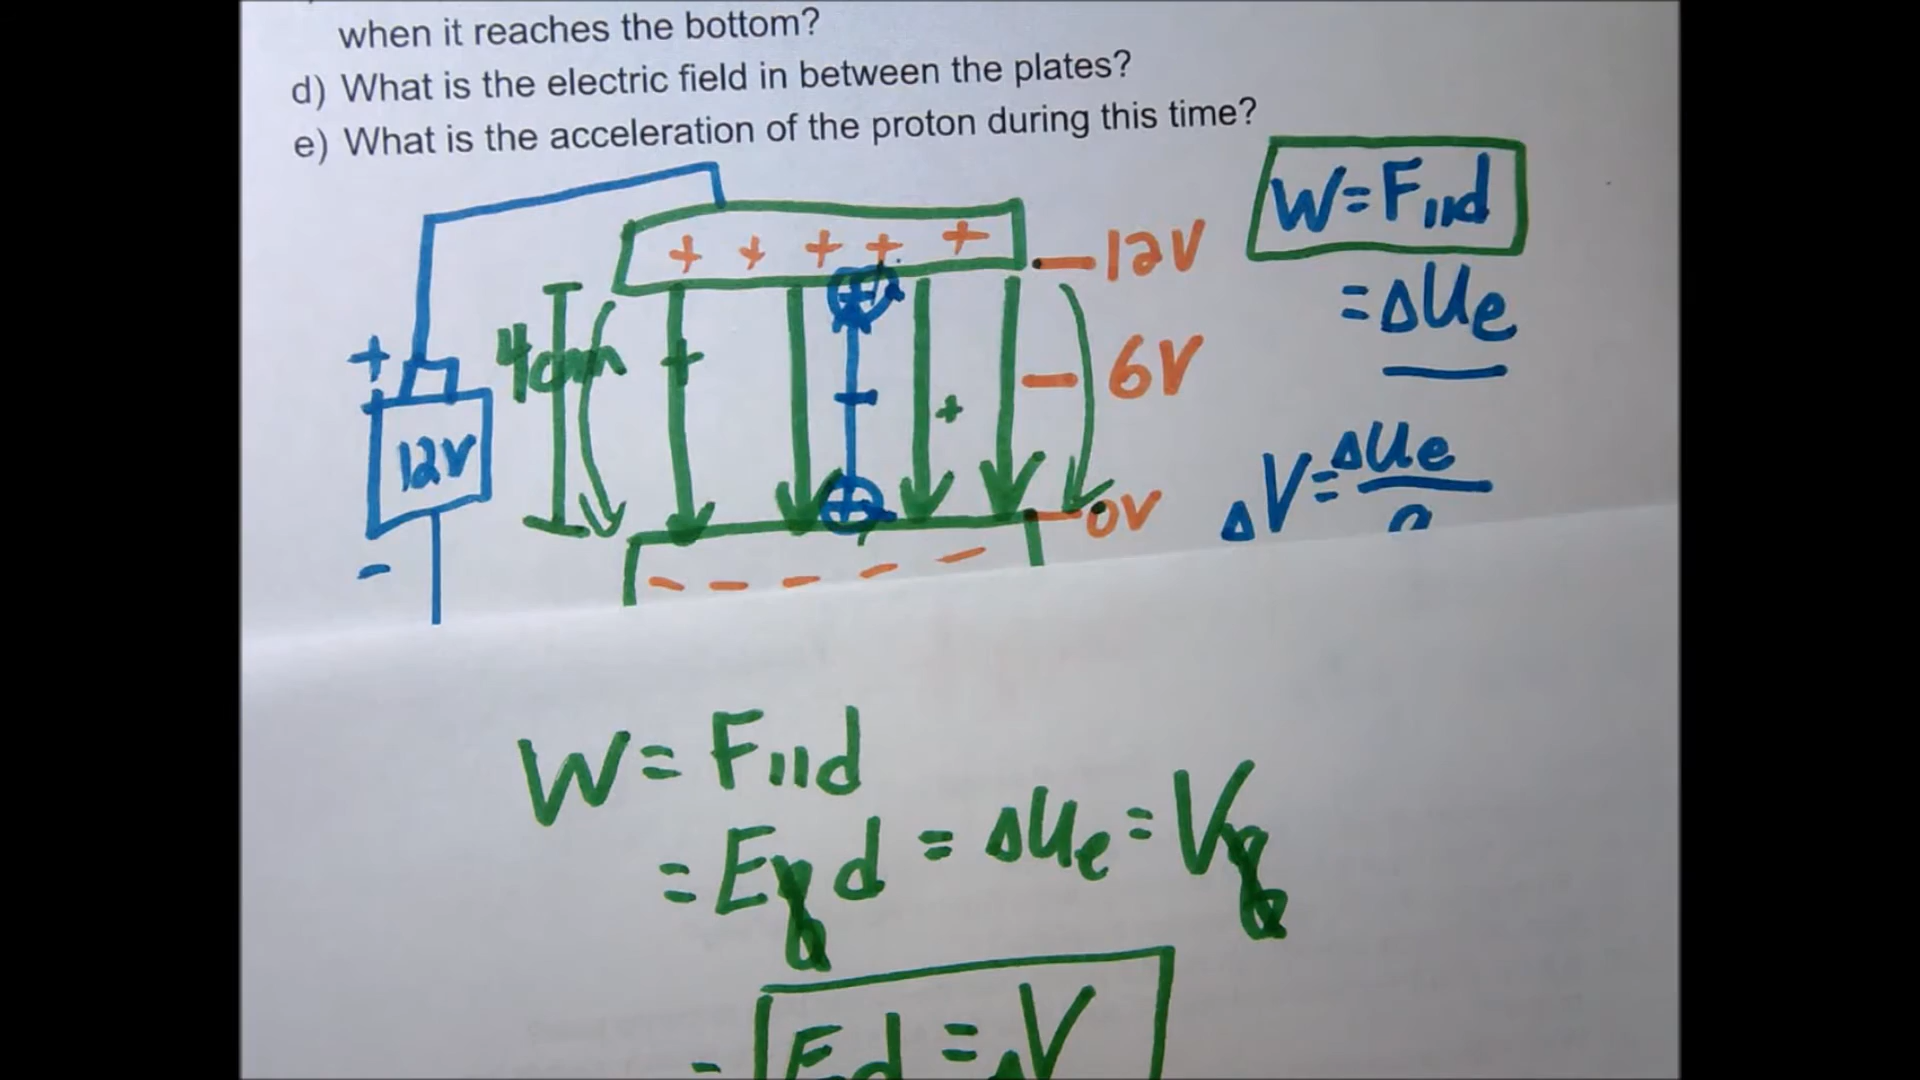 when it reaches the bottom?
d) What is the electric field in between the plates?
e) What is the acceleration of the proton during this time?
W=F∥d
+ + + + +
-12V
=ΔUe
+
4cm
+
- 6V
+
12V
ΔV=ΔUe
+
-0V
-
- - - - -
W= F∥d
= Eqd = ΔUe = Vq
= Ed = ΔV